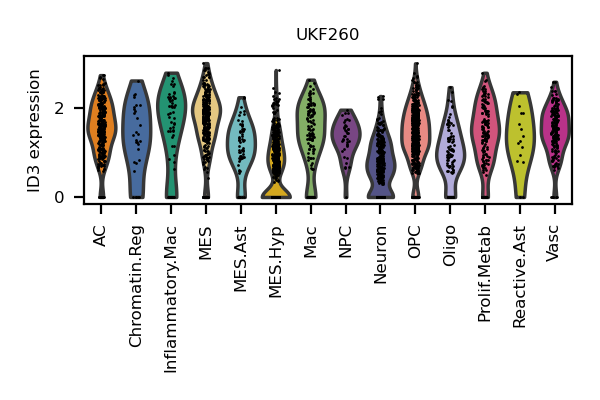 UKF260
ID3 expression
2
0
AC
Chromatin.Reg
Inflammatory.Mac
MES
MES.Ast
MES.Hyp
Mac
NPC
Neuron
OPC
Oligo
Prolif.Metab
Reactive.Ast
Vasc